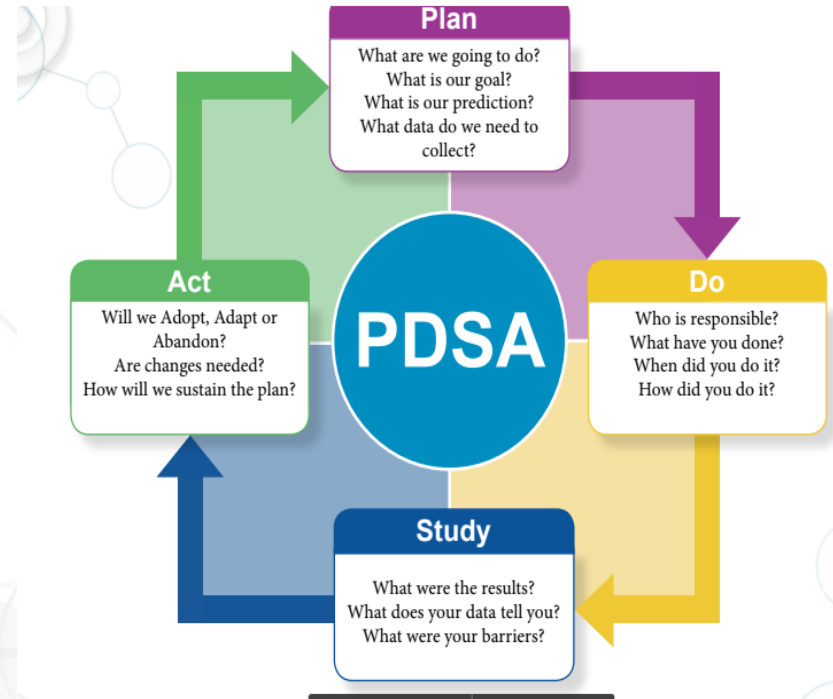 Plan
What are we going to do?
What is our goal?
What is our prediction?
What data do we need to
collect?
Act
Will we Adopt, Adapt or
Abandon?
Are changes needed?
How will we sustain the plan?
PDSA
Do
Who is responsible?
What have you done?
When did you do it?
How did you do it?
Study
What were the results?
What does your data tell you?
What were your barriers?